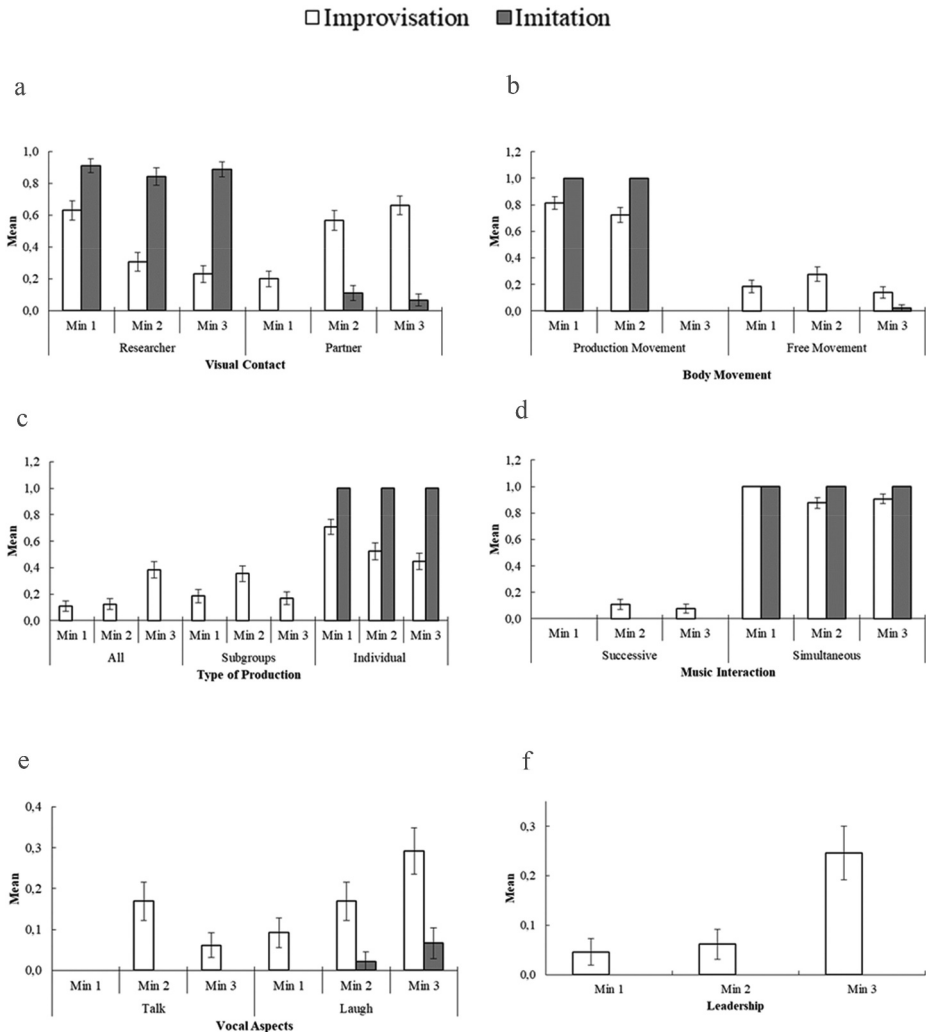 Improvisation Imitation
a
1,0
0,8
0,6
0,4
0,2
0,0
Mean
Min 1 Min 2 Min 3 Min 1 Min 2 Min 3
Researcher Partner
Visual Contact
b
1,2
1,0
0,8
0,6
0,4
0,2
0,0
Mean
Min 1 Min 2 Min 3 Min 1 Min 2 Min 3
Production Movement Free Movement
Body Movement
c
1,2
1,0
0,8
0,6
0,4
0,2
0,0
Mean
Min 1 Min 2 Min 3 Min 1 Min 2 Min 3 Min 1 Min 2 Min 3
All Subgroups Individual
Type of Production
d
1,2
1,0
0,8
0,6
0,4
0,2
0,0
Mean
Min 1 Min 2 Min 3 Min 1 Min 2 Min 3
Successive Simultaneous
Music Interaction
e
0,4
0,3
0,2
0,1
0,0
Mean
Min 1 Min 2 Min 3 Min 1 Min 2 Min 3
Talk Laugh
Vocal Aspects
f
0,3
0,2
0,1
0,0
Mean
Min 1 Min 2 Min 3
Leadership